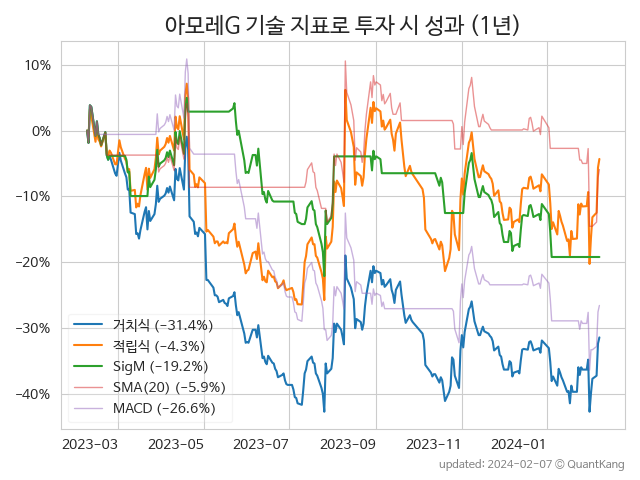 아모레G 기술 지표로 투자 시 성과 (1년)
10%
0%
−10%
−20%
−30%
−40%
거치식 (−31.4%)
적립식 (−4.3%)
SigM (−19.2%)
SMA(20) (−5.9%)
MACD (−26.6%)
2023−03
2023−05
2023−07
2023−09
2023−11
2024−01
updated: 2024−02−07 © QuantKang